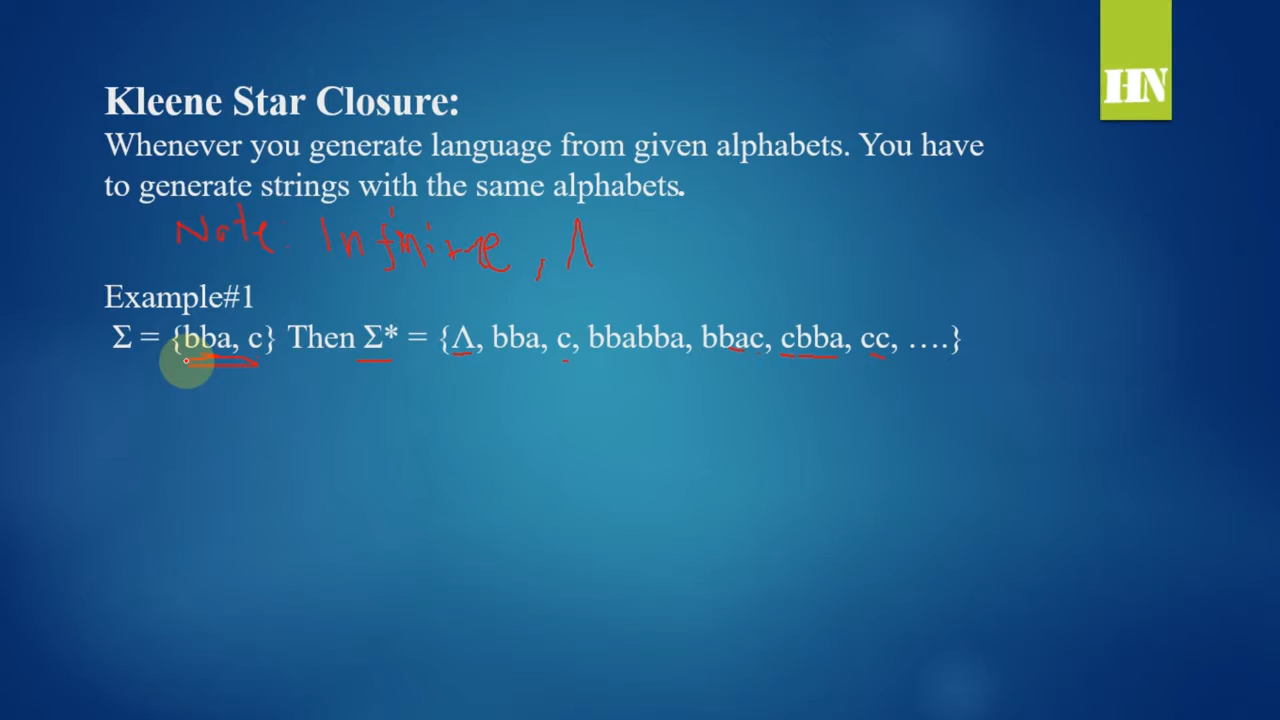 HN
Kleene Star Closure:
Whenever you generate language from given alphabets. You have
to generate strings with the same alphabets.
Note: Infinite, Λ
Example#1
Σ = {bba, c} Then Σ* = {Λ, bba, c, bbabba, bbac, cbba, cc, ….}